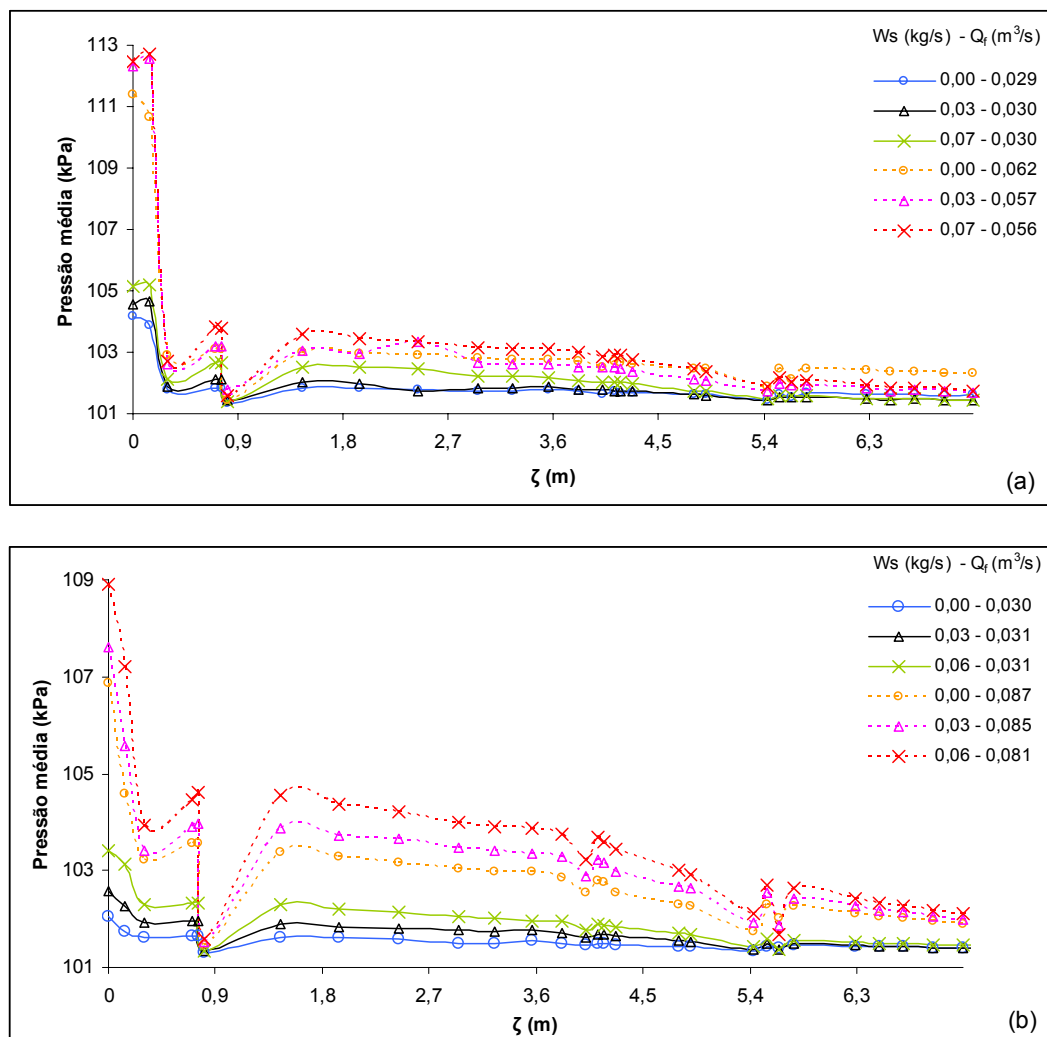 Ws (kg/s) - Qf (m³/s)
0,00 - 0,029
0,03 - 0,030
0,07 - 0,030
0,00 - 0,062
0,03 - 0,057
0,07 - 0,056
Pressão média (kPa)
113
111
109
107
105
103
101
0 0,9 1,8 2,7 3,6 4,5 5,4 6,3
ζ (m)
(a)
Ws (kg/s) - Qf (m³/s)
0,00 - 0,030
0,03 - 0,031
0,06 - 0,031
0,00 - 0,087
0,03 - 0,085
0,06 - 0,081
Pressão média (kPa)
109
107
105
103
101
0 0,9 1,8 2,7 3,6 4,5 5,4 6,3
ζ (m)
(b)